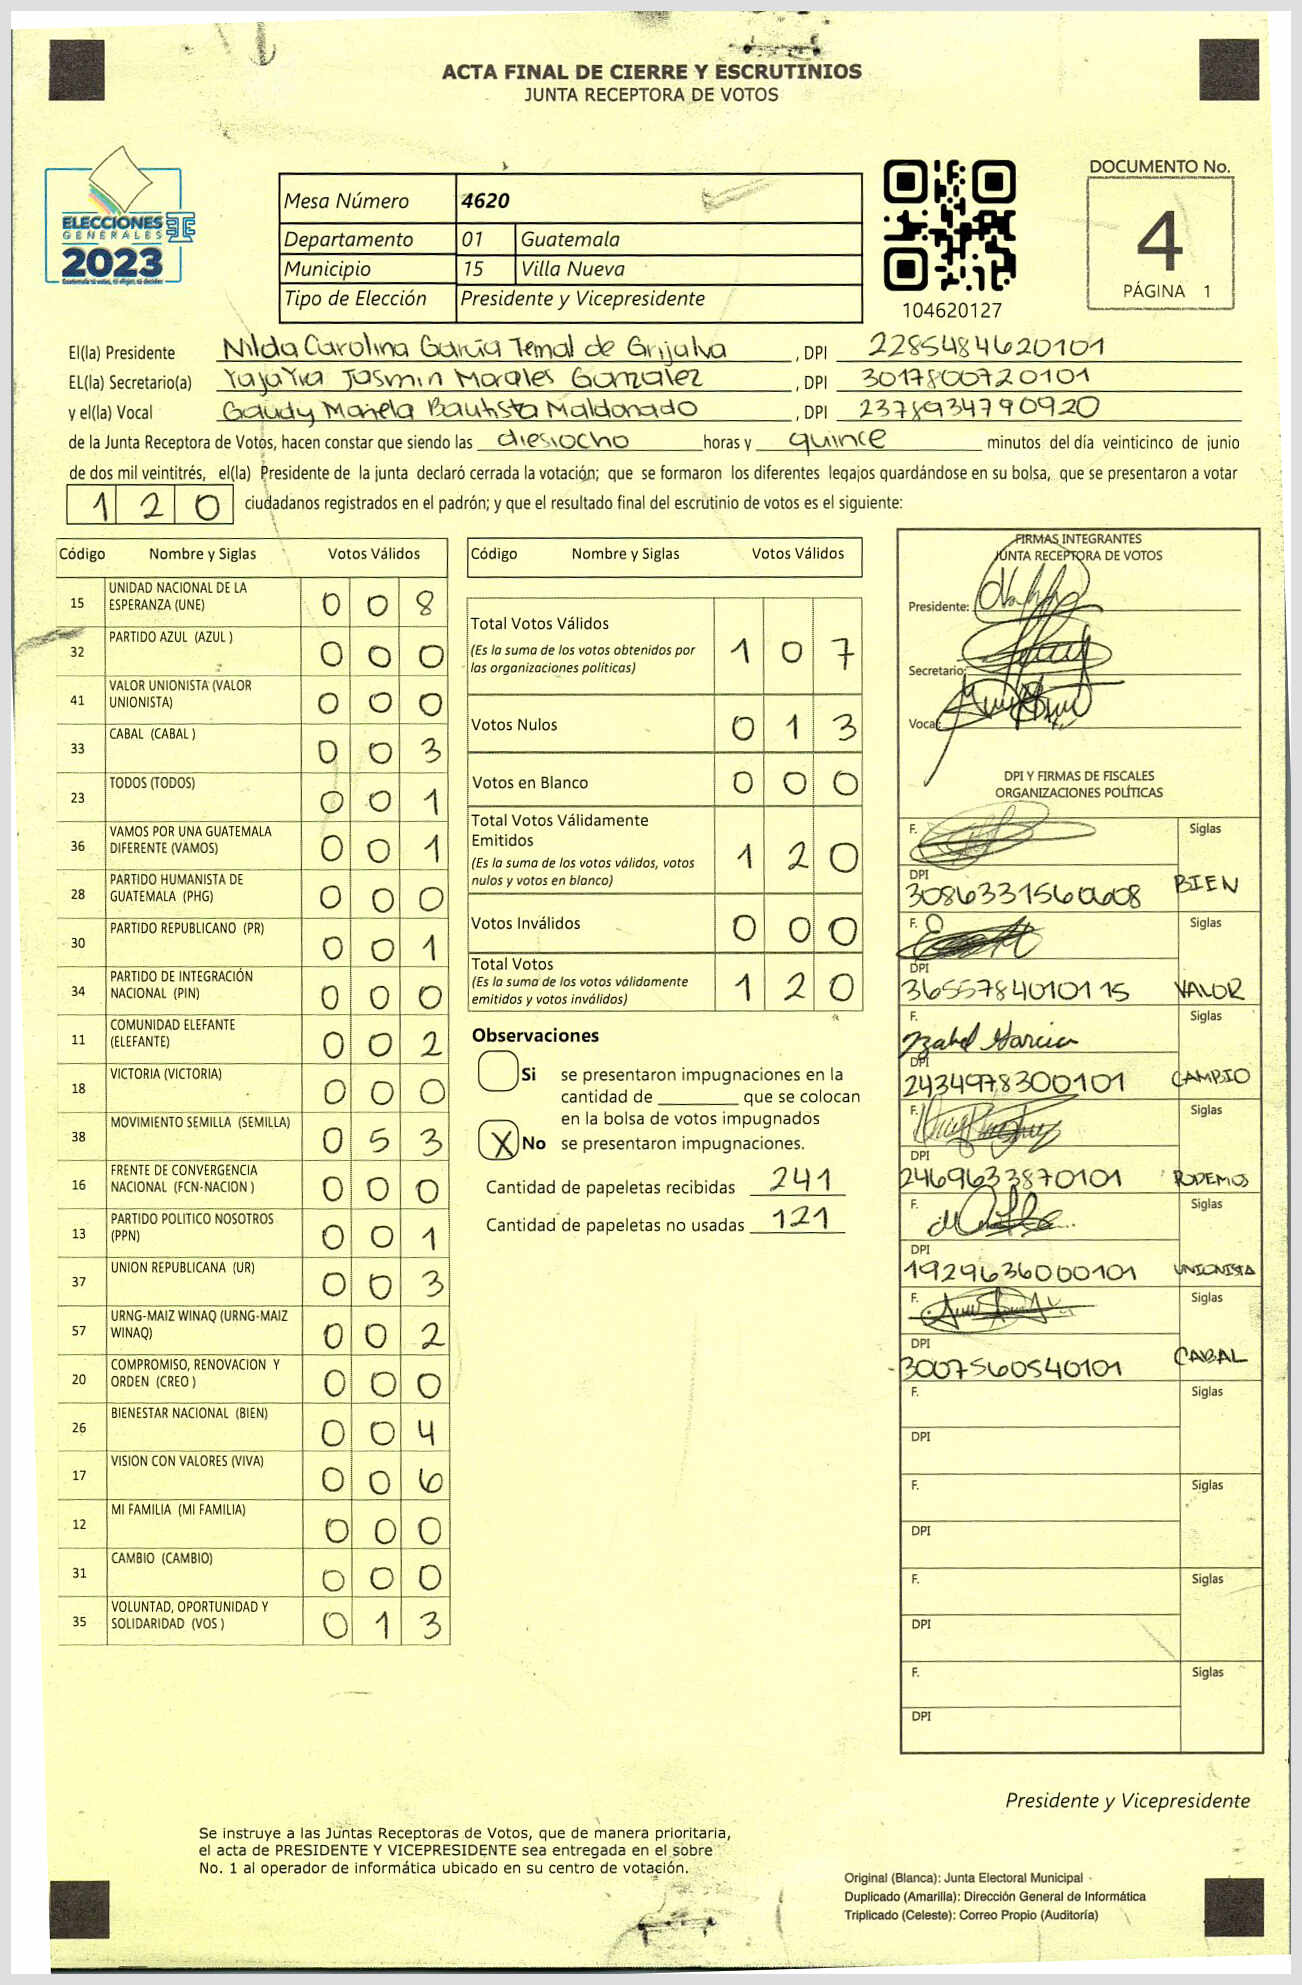 ACTA FINAL DE CIERRE Y ESCRUTINIOS
JUNTA RECEPTORA DE VOTOS
ELECCIONES
GENERALES
2023
Mesa Número 4620
Departamento 01 Guatemala
Municipio 15 Villa Nueva
Tipo de Elección Presidente y Vicepresidente
104620127
DOCUMENTO No.
4
PÁGINA 1
El(la) Presidente Nilda Carolina García Temal de Grijalva , DPI 2285484620101
EL(la) Secretario(a) Yajayra Jasmin Morales Gonzalez , DPI 3017800720101
y el(la) Vocal Gaudy Mariela Bautista Maldonado , DPI 2378934790920
de la Junta Receptora de Votos, hacen constar que siendo las diesiocho horas y quince minutos del día veinticinco de junio
de dos mil veintitrés, el(la) Presidente de la junta declaró cerrada la votación; que se formaron los diferentes legajos quardándose en su bolsa, que se presentaron a votar
120 ciudadanos registrados en el padrón; y que el resultado final del escrutinio de votos es el siguiente:
Código Nombre y Siglas Votos Válidos
15 UNIDAD NACIONAL DE LA ESPERANZA (UNE) 0 0 8
32 PARTIDO AZUL (AZUL ) 0 0 0
41 VALOR UNIONISTA (VALOR UNIONISTA) 0 0 0
33 CABAL (CABAL ) 0 0 3
23 TODOS (TODOS) 0 0 1
36 VAMOS POR UNA GUATEMALA DIFERENTE (VAMOS) 0 0 1
28 PARTIDO HUMANISTA DE GUATEMALA (PHG) 0 0 0
30 PARTIDO REPUBLICANO (PR) 0 0 1
34 PARTIDO DE INTEGRACIÓN NACIONAL (PIN) 0 0 0
11 COMUNIDAD ELEFANTE (ELEFANTE) 0 0 2
18 VICTORIA (VICTORIA) 0 0 0
38 MOVIMIENTO SEMILLA (SEMILLA) 0 5 3
16 FRENTE DE CONVERGENCIA NACIONAL (FCN-NACION ) 0 0 0
13 PARTIDO POLITICO NOSOTROS (PPN) 0 0 1
37 UNION REPUBLICANA (UR) 0 0 3
57 URNG-MAIZ WINAQ (URNG-MAIZ WINAQ) 0 0 2
20 COMPROMISO, RENOVACION Y ORDEN (CREO ) 0 0 0
26 BIENESTAR NACIONAL (BIEN) 0 0 4
17 VISION CON VALORES (VIVA) 0 0 6
12 MI FAMILIA (MI FAMILIA) 0 0 0
31 CAMBIO (CAMBIO) 0 0 0
35 VOLUNTAD, OPORTUNIDAD Y SOLIDARIDAD (VOS ) 0 1 3
Código Nombre y Siglas Votos Válidos
Total Votos Válidos 1 0 7
(Es la suma de los votos obtenidos por
las organizaciones políticas)
Votos Nulos 0 1 3
Votos en Blanco 0 0 0
Total Votos Válidamente
Emitidos 1 2 0
(Es la suma de los votos válidos, votos
nulos y votos en blanco)
Votos Inválidos 0 0 0
Total Votos 1 2 0
(Es la suma de los votos válidamente
emitidos y votos inválidos)
Observaciones
Si se presentaron impugnaciones en la
cantidad de ________ que se colocan
en la bolsa de votos impugnados
X No se presentaron impugnaciones.
Cantidad de papeletas recibidas 241
Cantidad de papeletas no usadas 121
FIRMAS INTEGRANTES
JUNTA RECEPTORA DE VOTOS
Presidente:
Secretario:
Vocal:
DPI Y FIRMAS DE FISCALES
ORGANIZACIONES POLÍTICAS
F. Siglas
DPI
BIEN
F. Siglas
DPI
3655784010115 VALOR
F. Yzabel Garcia Siglas
DPI
2434978300101 CAMBIO
F. Siglas
DPI
2469633870101 PODEMOS
F. Siglas
DPI
1929636000101 UNIONISTA
F. Siglas
DPI
3007560540101 CABAL
F. Siglas
DPI
F. Siglas
DPI
F. Siglas
DPI
F. Siglas
DPI
Presidente y Vicepresidente
Se instruye a las Juntas Receptoras de Votos, que de manera prioritaria,
el acta de PRESIDENTE Y VICEPRESIDENTE sea entregada en el sobre
No. 1 al operador de informática ubicado en su centro de votación.
Original (Blanca): Junta Electoral Municipal
Duplicado (Amarilla): Dirección General de Informática
Triplicado (Celeste): Correo Propio (Auditoría)